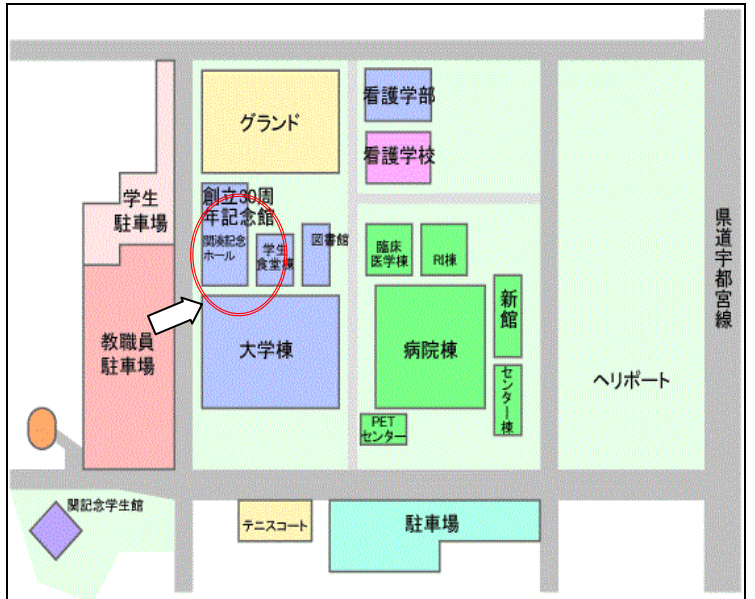 グランド
看護学部
看護学校
学生
駐車場
創立30周
年記念館
関湊記念
ホール
学生
食堂棟
図書館
臨床
医学棟
RI棟
新館
県道宇都宮線
教職員
駐車場
大学棟
病院棟
センター棟
ヘリポート
PET
センター
関記念学生館
テニスコート
駐車場